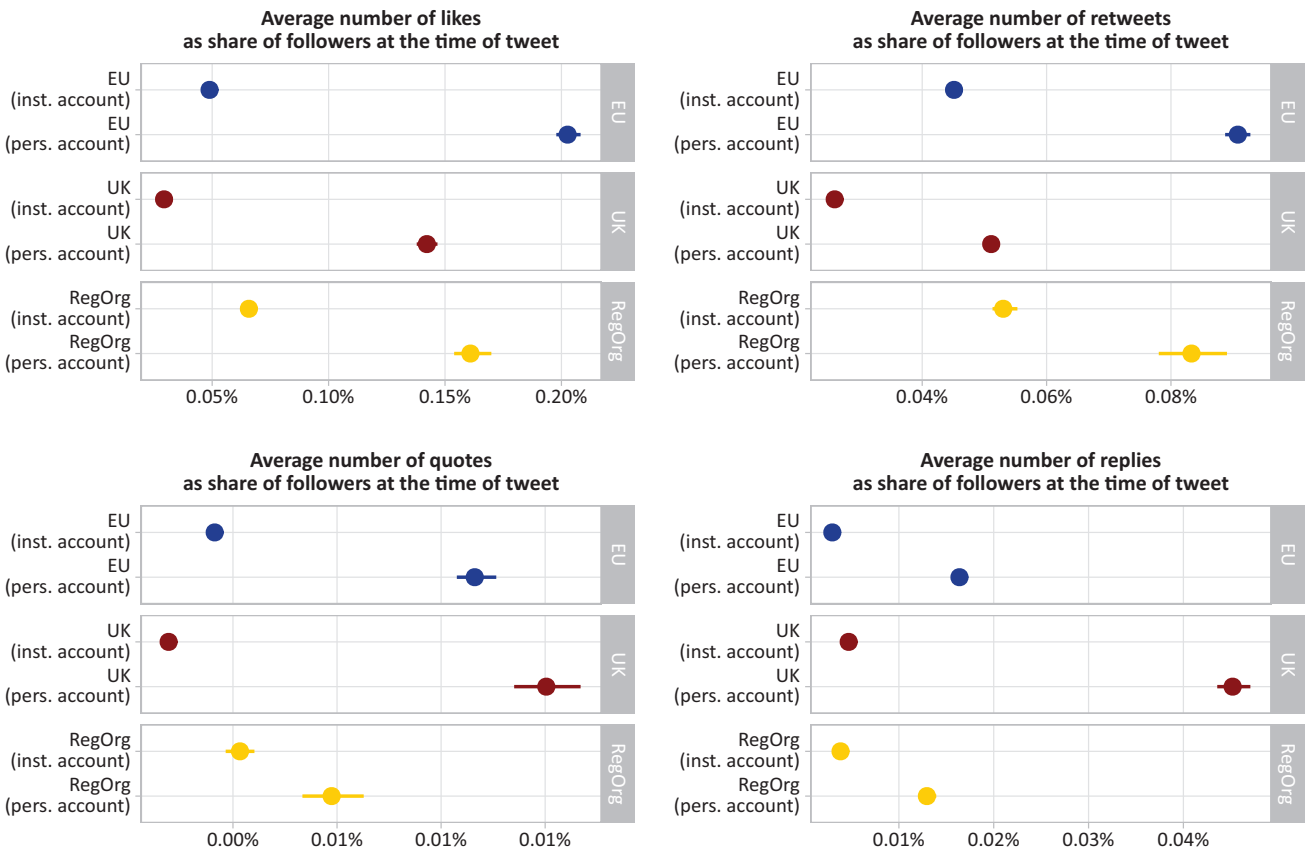 Average number of likes
as share of followers at the time of tweet
EU
(inst. account)
EU
(pers. account)
EU
UK
(inst. account)
UK
(pers. account)
UK
RegOrg
(inst. account)
RegOrg
(pers. account)
RegOrg
0.05% 0.10% 0.15% 0.20%
Average number of retweets
as share of followers at the time of tweet
EU
(inst. account)
EU
(pers. account)
EU
UK
(inst. account)
UK
(pers. account)
UK
RegOrg
(inst. account)
RegOrg
(pers. account)
RegOrg
0.04% 0.06% 0.08%
Average number of quotes
as share of followers at the time of tweet
EU
(inst. account)
EU
(pers. account)
EU
UK
(inst. account)
UK
(pers. account)
UK
RegOrg
(inst. account)
RegOrg
(pers. account)
RegOrg
0.00% 0.01% 0.01% 0.01%
Average number of replies
as share of followers at the time of tweet
EU
(inst. account)
EU
(pers. account)
EU
UK
(inst. account)
UK
(pers. account)
UK
RegOrg
(inst. account)
RegOrg
(pers. account)
RegOrg
0.01% 0.02% 0.03% 0.04%